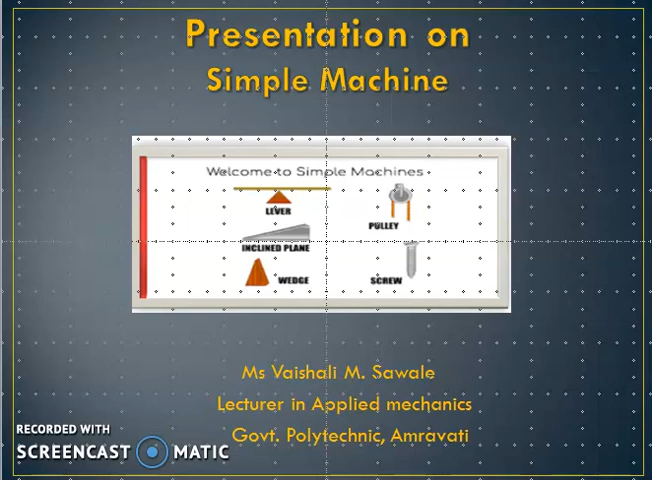 Presentation on
Simple Machine
Welcome to Simple Machines
LEVER
PULLEY
INCLINED PLANE
WEDGE
SCREW
Ms Vaishali M. Sawale
Lecturer in Applied mechanics
Govt. Polytechnic, Amravati
RECORDED WITH
SCREENCAST MATIC